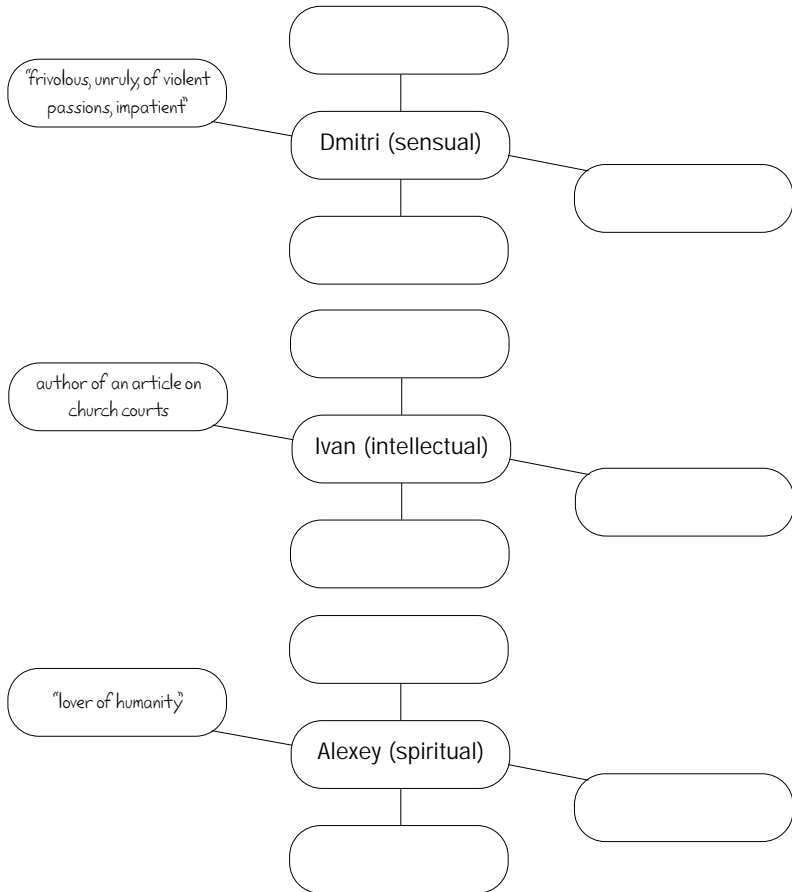 "frivolous, unruly, of violent
passions, impatient"
Dmitri (sensual)
author of an article on
church courts
Ivan (intellectual)
"lover of humanity"
Alexey (spiritual)